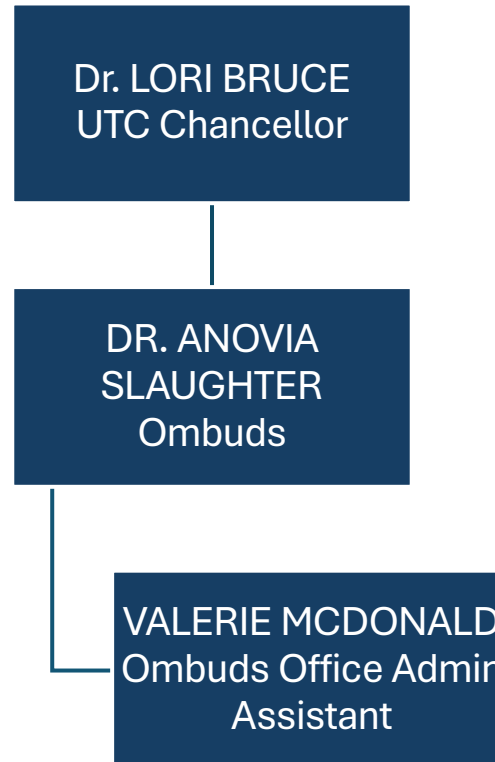 Dr. LORI BRUCE
UTC Chancellor
DR. ANOVIA
SLAUGHTER
Ombuds
VALERIE MCDONALD
Ombuds Office Admin
Assistant